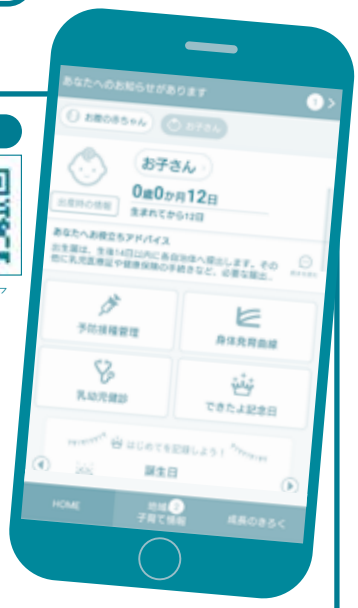 あなたへのお知らせがあります
1
お腹の赤ちゃん
お子さん
お子さん
0歳0か月12日
出産時の情報
生まれてから12日
あなたへお役立ちアドバイス
出生届は、生後14日以内に各自治体へ提出します。その
他に乳児医療証や健康保険の手続きなど、必要な届出..
予防接種管理
身体発育曲線
乳幼児健診
できたよ記念日
はじめてを記録しよう!
誕生日
HOME
地域 2
子育て情報
成長のきろく